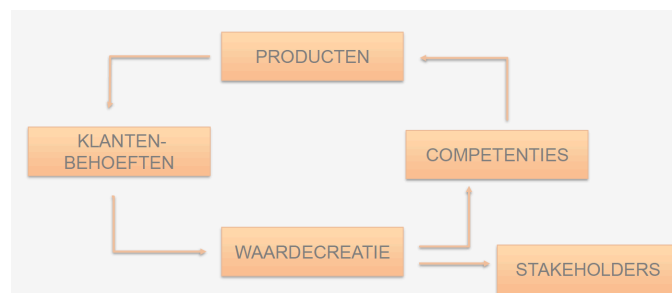 PRODUCTEN
KLANTEN-
BEHOEFTEN
COMPETENTIES
WAARDECREATIE
STAKEHOLDERS